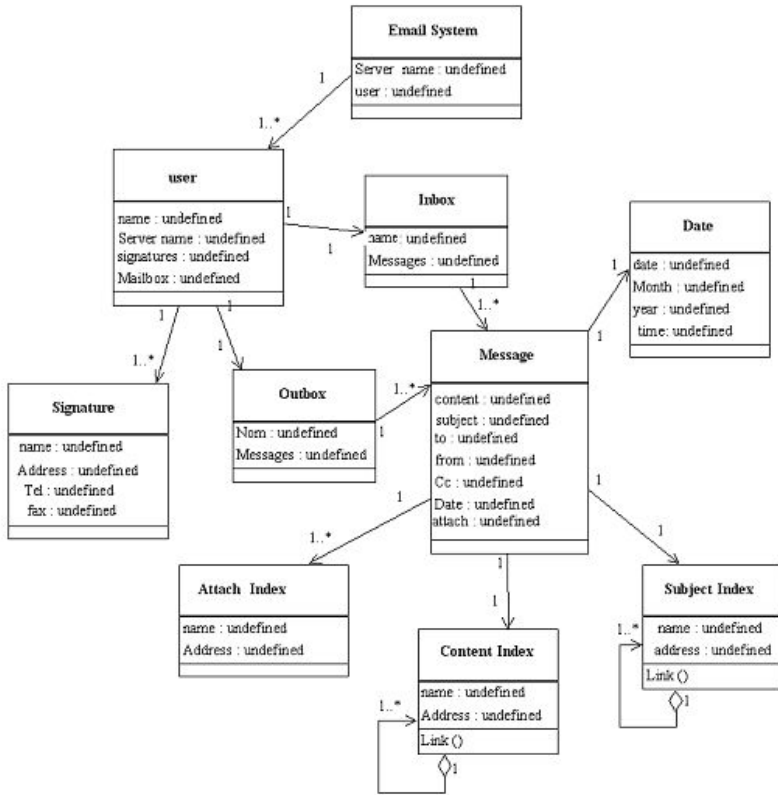 Email System
Server name : undefined
user : undefined
1
1..*
user
name : undefined
Server name : undefined
signatures : undefined
Mailbox : undefined
1
1
Inbox
name: undefined
Messages : undefined
1
1..*
Date
date : undefined
Month : undefined
year : undefined
time: undefined
1
1
1
1..*
1
1
Signature
name : undefined
Address : undefined
Tel : undefined
fax : undefined
Outbox
Nom : undefined
Messages : undefined
1..*
1
Message
content : undefined
subject : undefined
to : undefined
from : undefined
Cc : undefined
Date : undefined
attach : undefined
1
1..*
1
1
1
1
Attach Index
name : undefined
Address : undefined
Content Index
name : undefined
Address : undefined
Link ()
1..*
1
Subject Index
name : undefined
address : undefined
Link ()
1..*
1